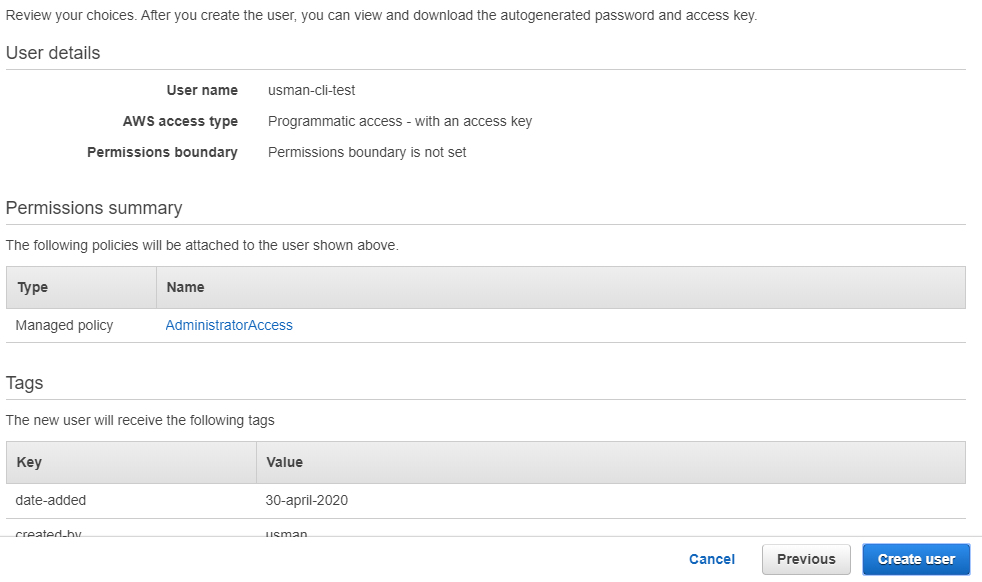 Review your choices. After you create the user, you can view and download the autogenerated password and access key.
User details
User name usman-cli-test
AWS access type Programmatic access - with an access key
Permissions boundary Permissions boundary is not set
Permissions summary
The following policies will be attached to the user shown above.
Type Name
Managed policy AdministratorAccess
Tags
The new user will receive the following tags
Key Value
date-added 30-april-2020
created-by usman
Cancel Previous Create user